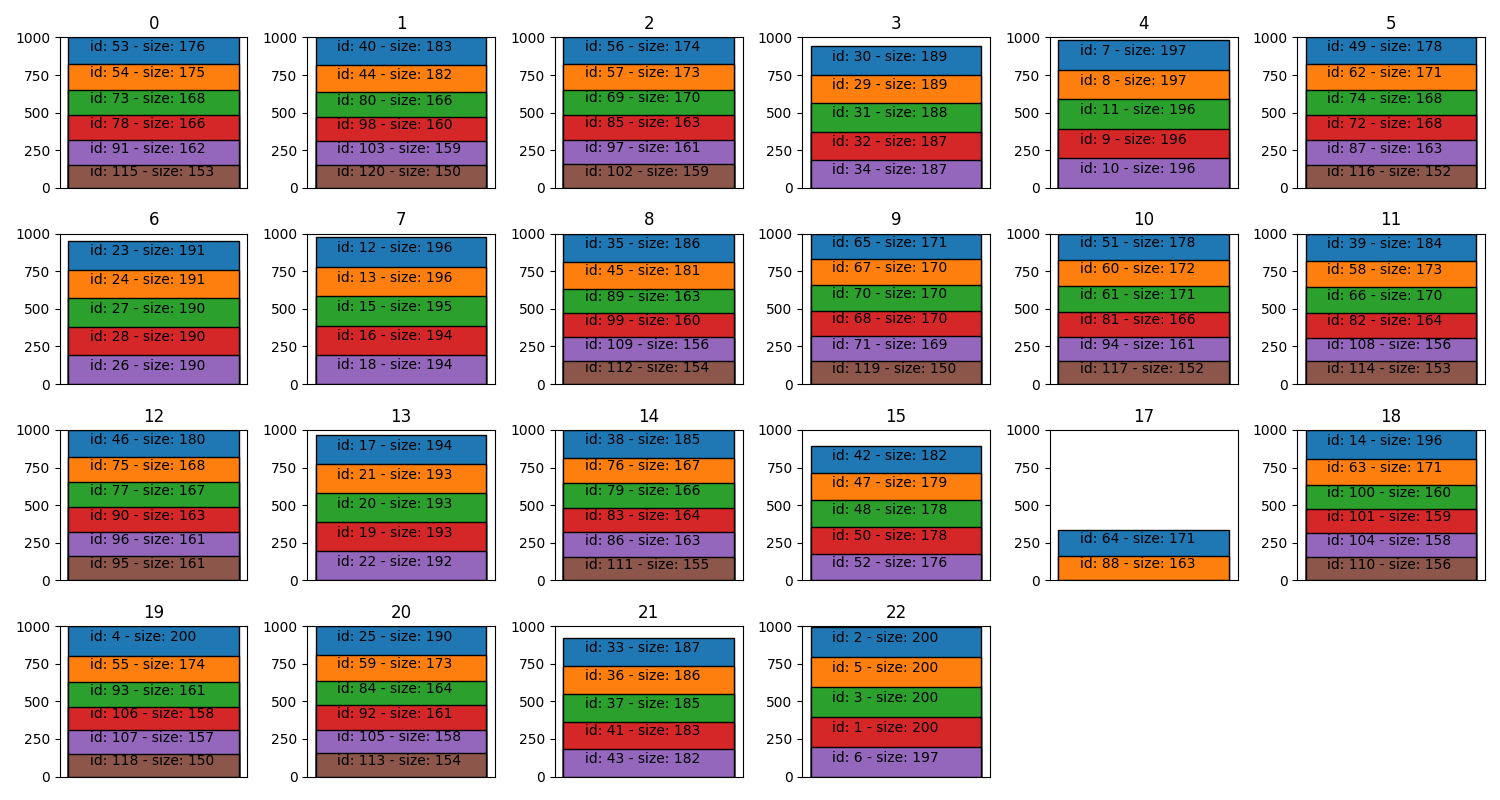 0
1000
750
500
250
0
id: 53 - size: 176
id: 54 - size: 175
id: 73 - size: 168
id: 78 - size: 166
id: 91 - size: 162
id: 115 - size: 153
1
1000
750
500
250
0
id: 40 - size: 183
id: 44 - size: 182
id: 80 - size: 166
id: 98 - size: 160
id: 103 - size: 159
id: 120 - size: 150
2
1000
750
500
250
0
id: 56 - size: 174
id: 57 - size: 173
id: 69 - size: 170
id: 85 - size: 163
id: 97 - size: 161
id: 102 - size: 159
3
1000
750
500
250
0
id: 30 - size: 189
id: 29 - size: 189
id: 31 - size: 188
id: 32 - size: 187
id: 34 - size: 187
4
1000
750
500
250
0
id: 7 - size: 197
id: 8 - size: 197
id: 11 - size: 196
id: 9 - size: 196
id: 10 - size: 196
5
1000
750
500
250
0
id: 49 - size: 178
id: 62 - size: 171
id: 74 - size: 168
id: 72 - size: 168
id: 87 - size: 163
id: 116 - size: 152
6
1000
750
500
250
0
id: 23 - size: 191
id: 24 - size: 191
id: 27 - size: 190
id: 28 - size: 190
id: 26 - size: 190
7
1000
750
500
250
0
id: 12 - size: 196
id: 13 - size: 196
id: 15 - size: 195
id: 16 - size: 194
id: 18 - size: 194
8
1000
750
500
250
0
id: 35 - size: 186
id: 45 - size: 181
id: 89 - size: 163
id: 99 - size: 160
id: 109 - size: 156
id: 112 - size: 154
9
1000
750
500
250
0
id: 65 - size: 171
id: 67 - size: 170
id: 70 - size: 170
id: 68 - size: 170
id: 71 - size: 169
id: 119 - size: 150
10
1000
750
500
250
0
id: 51 - size: 178
id: 60 - size: 172
id: 61 - size: 171
id: 81 - size: 166
id: 94 - size: 161
id: 117 - size: 152
11
1000
750
500
250
0
id: 39 - size: 184
id: 58 - size: 173
id: 66 - size: 170
id: 82 - size: 164
id: 108 - size: 156
id: 114 - size: 153
12
1000
750
500
250
0
id: 46 - size: 180
id: 75 - size: 168
id: 77 - size: 167
id: 90 - size: 163
id: 96 - size: 161
id: 95 - size: 161
13
1000
750
500
250
0
id: 17 - size: 194
id: 21 - size: 193
id: 20 - size: 193
id: 19 - size: 193
id: 22 - size: 192
14
1000
750
500
250
0
id: 38 - size: 185
id: 76 - size: 167
id: 79 - size: 166
id: 83 - size: 164
id: 86 - size: 163
id: 111 - size: 155
15
1000
750
500
250
0
id: 42 - size: 182
id: 47 - size: 179
id: 48 - size: 178
id: 50 - size: 178
id: 52 - size: 176
17
1000
750
500
250
0
id: 64 - size: 171
id: 88 - size: 163
18
1000
750
500
250
0
id: 14 - size: 196
id: 63 - size: 171
id: 100 - size: 160
id: 101 - size: 159
id: 104 - size: 158
id: 110 - size: 156
19
1000
750
500
250
0
id: 4 - size: 200
id: 55 - size: 174
id: 93 - size: 161
id: 106 - size: 158
id: 107 - size: 157
id: 118 - size: 150
20
1000
750
500
250
0
id: 25 - size: 190
id: 59 - size: 173
id: 84 - size: 164
id: 92 - size: 161
id: 105 - size: 158
id: 113 - size: 154
21
1000
750
500
250
0
id: 33 - size: 187
id: 36 - size: 186
id: 37 - size: 185
id: 41 - size: 183
id: 43 - size: 182
22
1000
750
500
250
0
id: 2 - size: 200
id: 5 - size: 200
id: 3 - size: 200
id: 1 - size: 200
id: 6 - size: 197